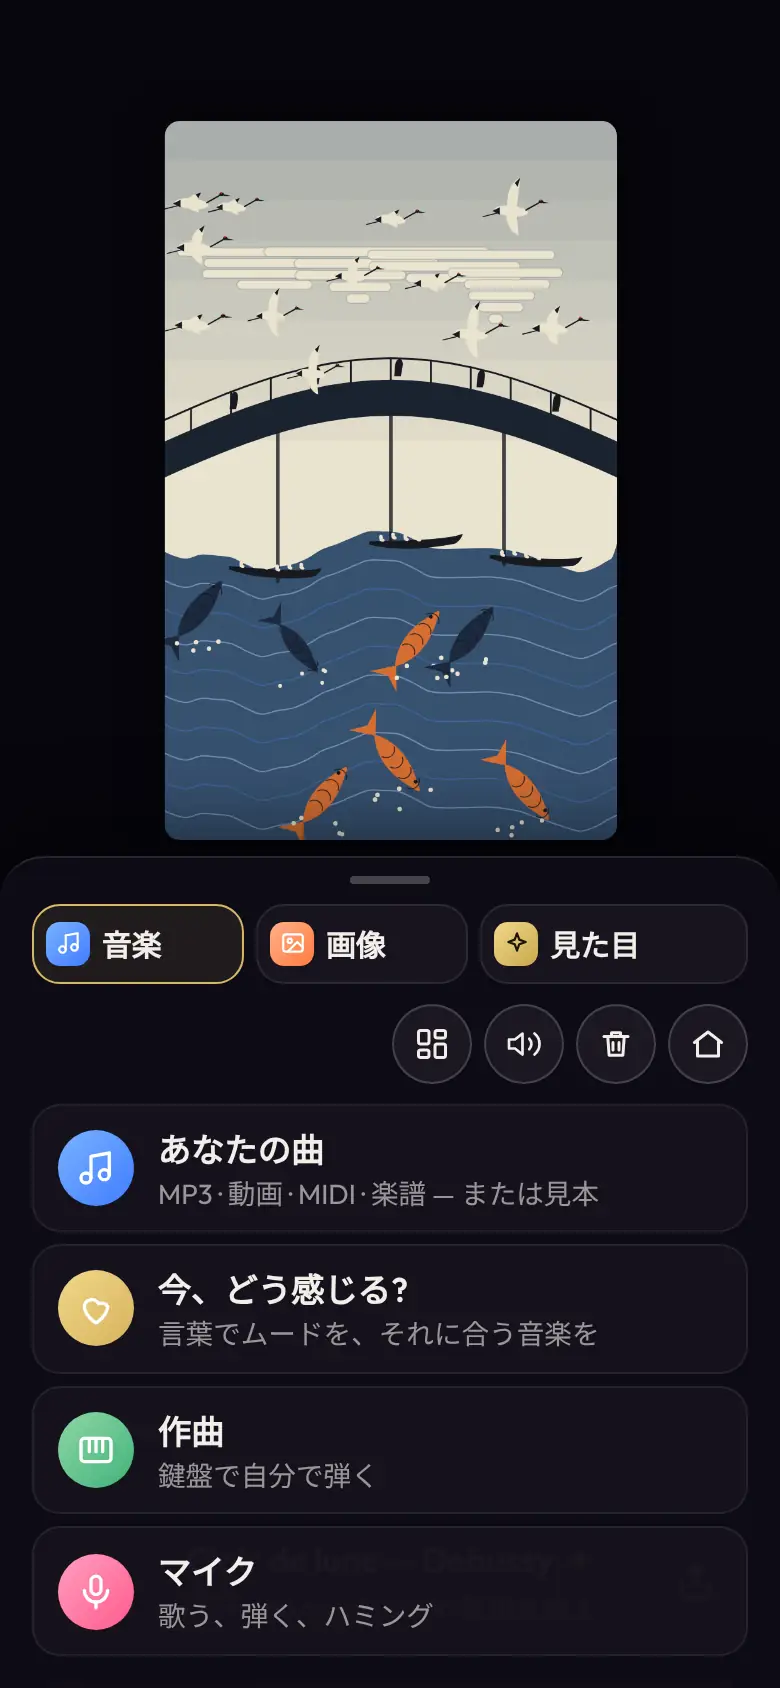 音楽
画像
見た目
あなたの曲
MP3·動画·MIDI·楽譜 — または見本
今、どう感じる?
言葉でムードを、それに合う音楽を
作曲
鍵盤で自分で弾く
マイク
歌う、弾く、ハミング